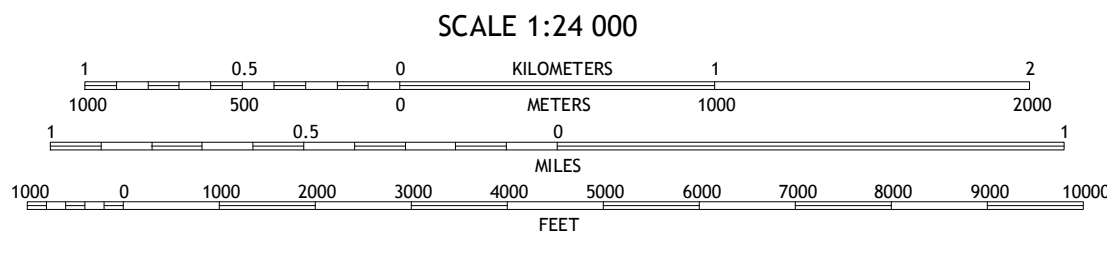 SCALE 1:24 000
1 0.5 0 KILOMETERS 1 2
1000 500 0 METERS 1000 2000
1 0.5 0 1
MILES
1000 0 1000 2000 3000 4000 5000 6000 7000 8000 9000 10000
FEET